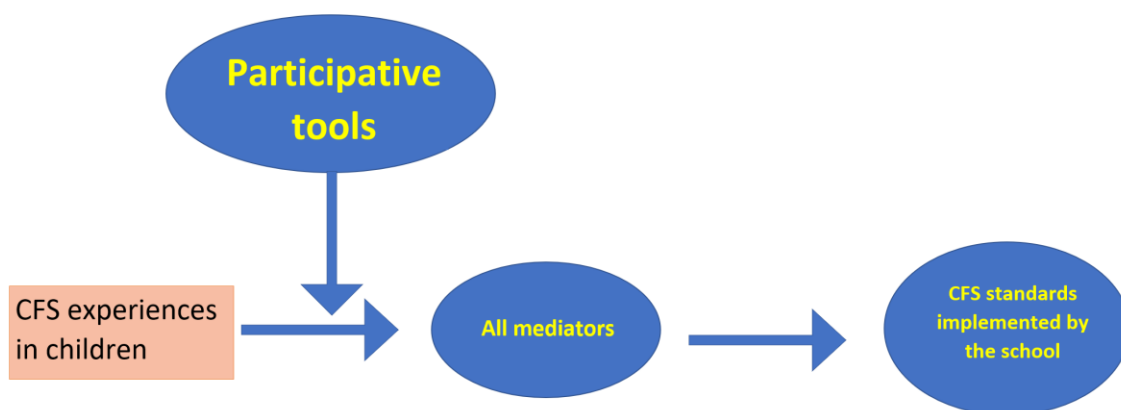 Participative
tools
CFS experiences
in children
All mediators
CFS standards
implemented by
the school